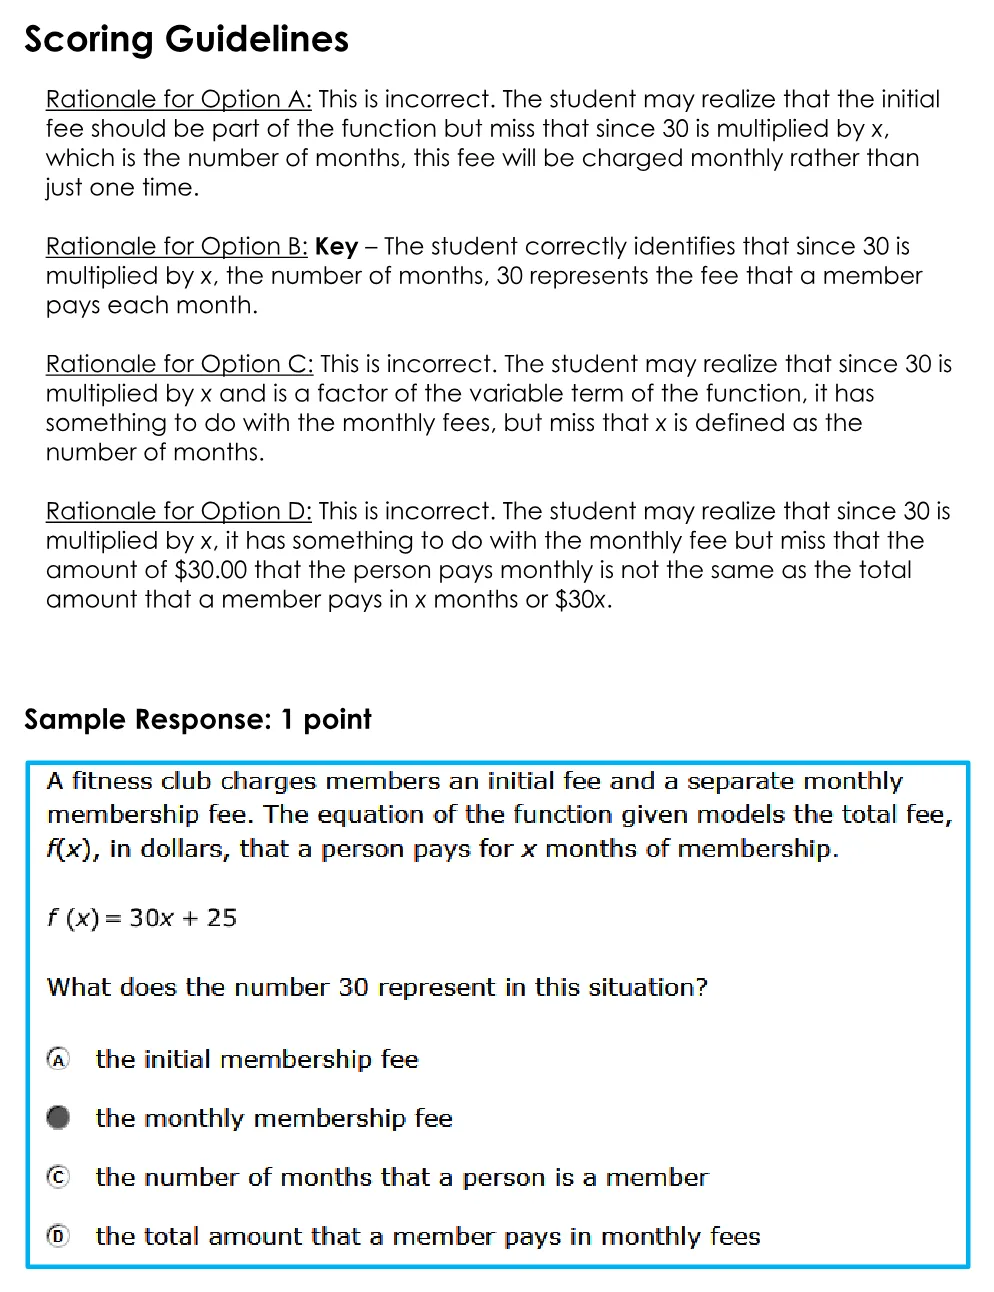 Scoring Guidelines
Rationale for Option A: This is incorrect. The student may realize that the initial
fee should be part of the function but miss that since 30 is multiplied by x,
which is the number of months, this fee will be charged monthly rather than
just one time.
Rationale for Option B: Key – The student correctly identifies that since 30 is
multiplied by x, the number of months, 30 represents the fee that a member
pays each month.
Rationale for Option C: This is incorrect. The student may realize that since 30 is
multiplied by x and is a factor of the variable term of the function, it has
something to do with the monthly fees, but miss that x is defined as the
number of months.
Rationale for Option D: This is incorrect. The student may realize that since 30 is
multiplied by x, it has something to do with the monthly fee but miss that the
amount of $30.00 that the person pays monthly is not the same as the total
amount that a member pays in x months or $30x.
Sample Response: 1 point
A fitness club charges members an initial fee and a separate monthly
membership fee. The equation of the function given models the total fee,
f(x), in dollars, that a person pays for x months of membership.
f (x) = 30x + 25
What does the number 30 represent in this situation?
A the initial membership fee
the monthly membership fee
C the number of months that a person is a member
D the total amount that a member pays in monthly fees